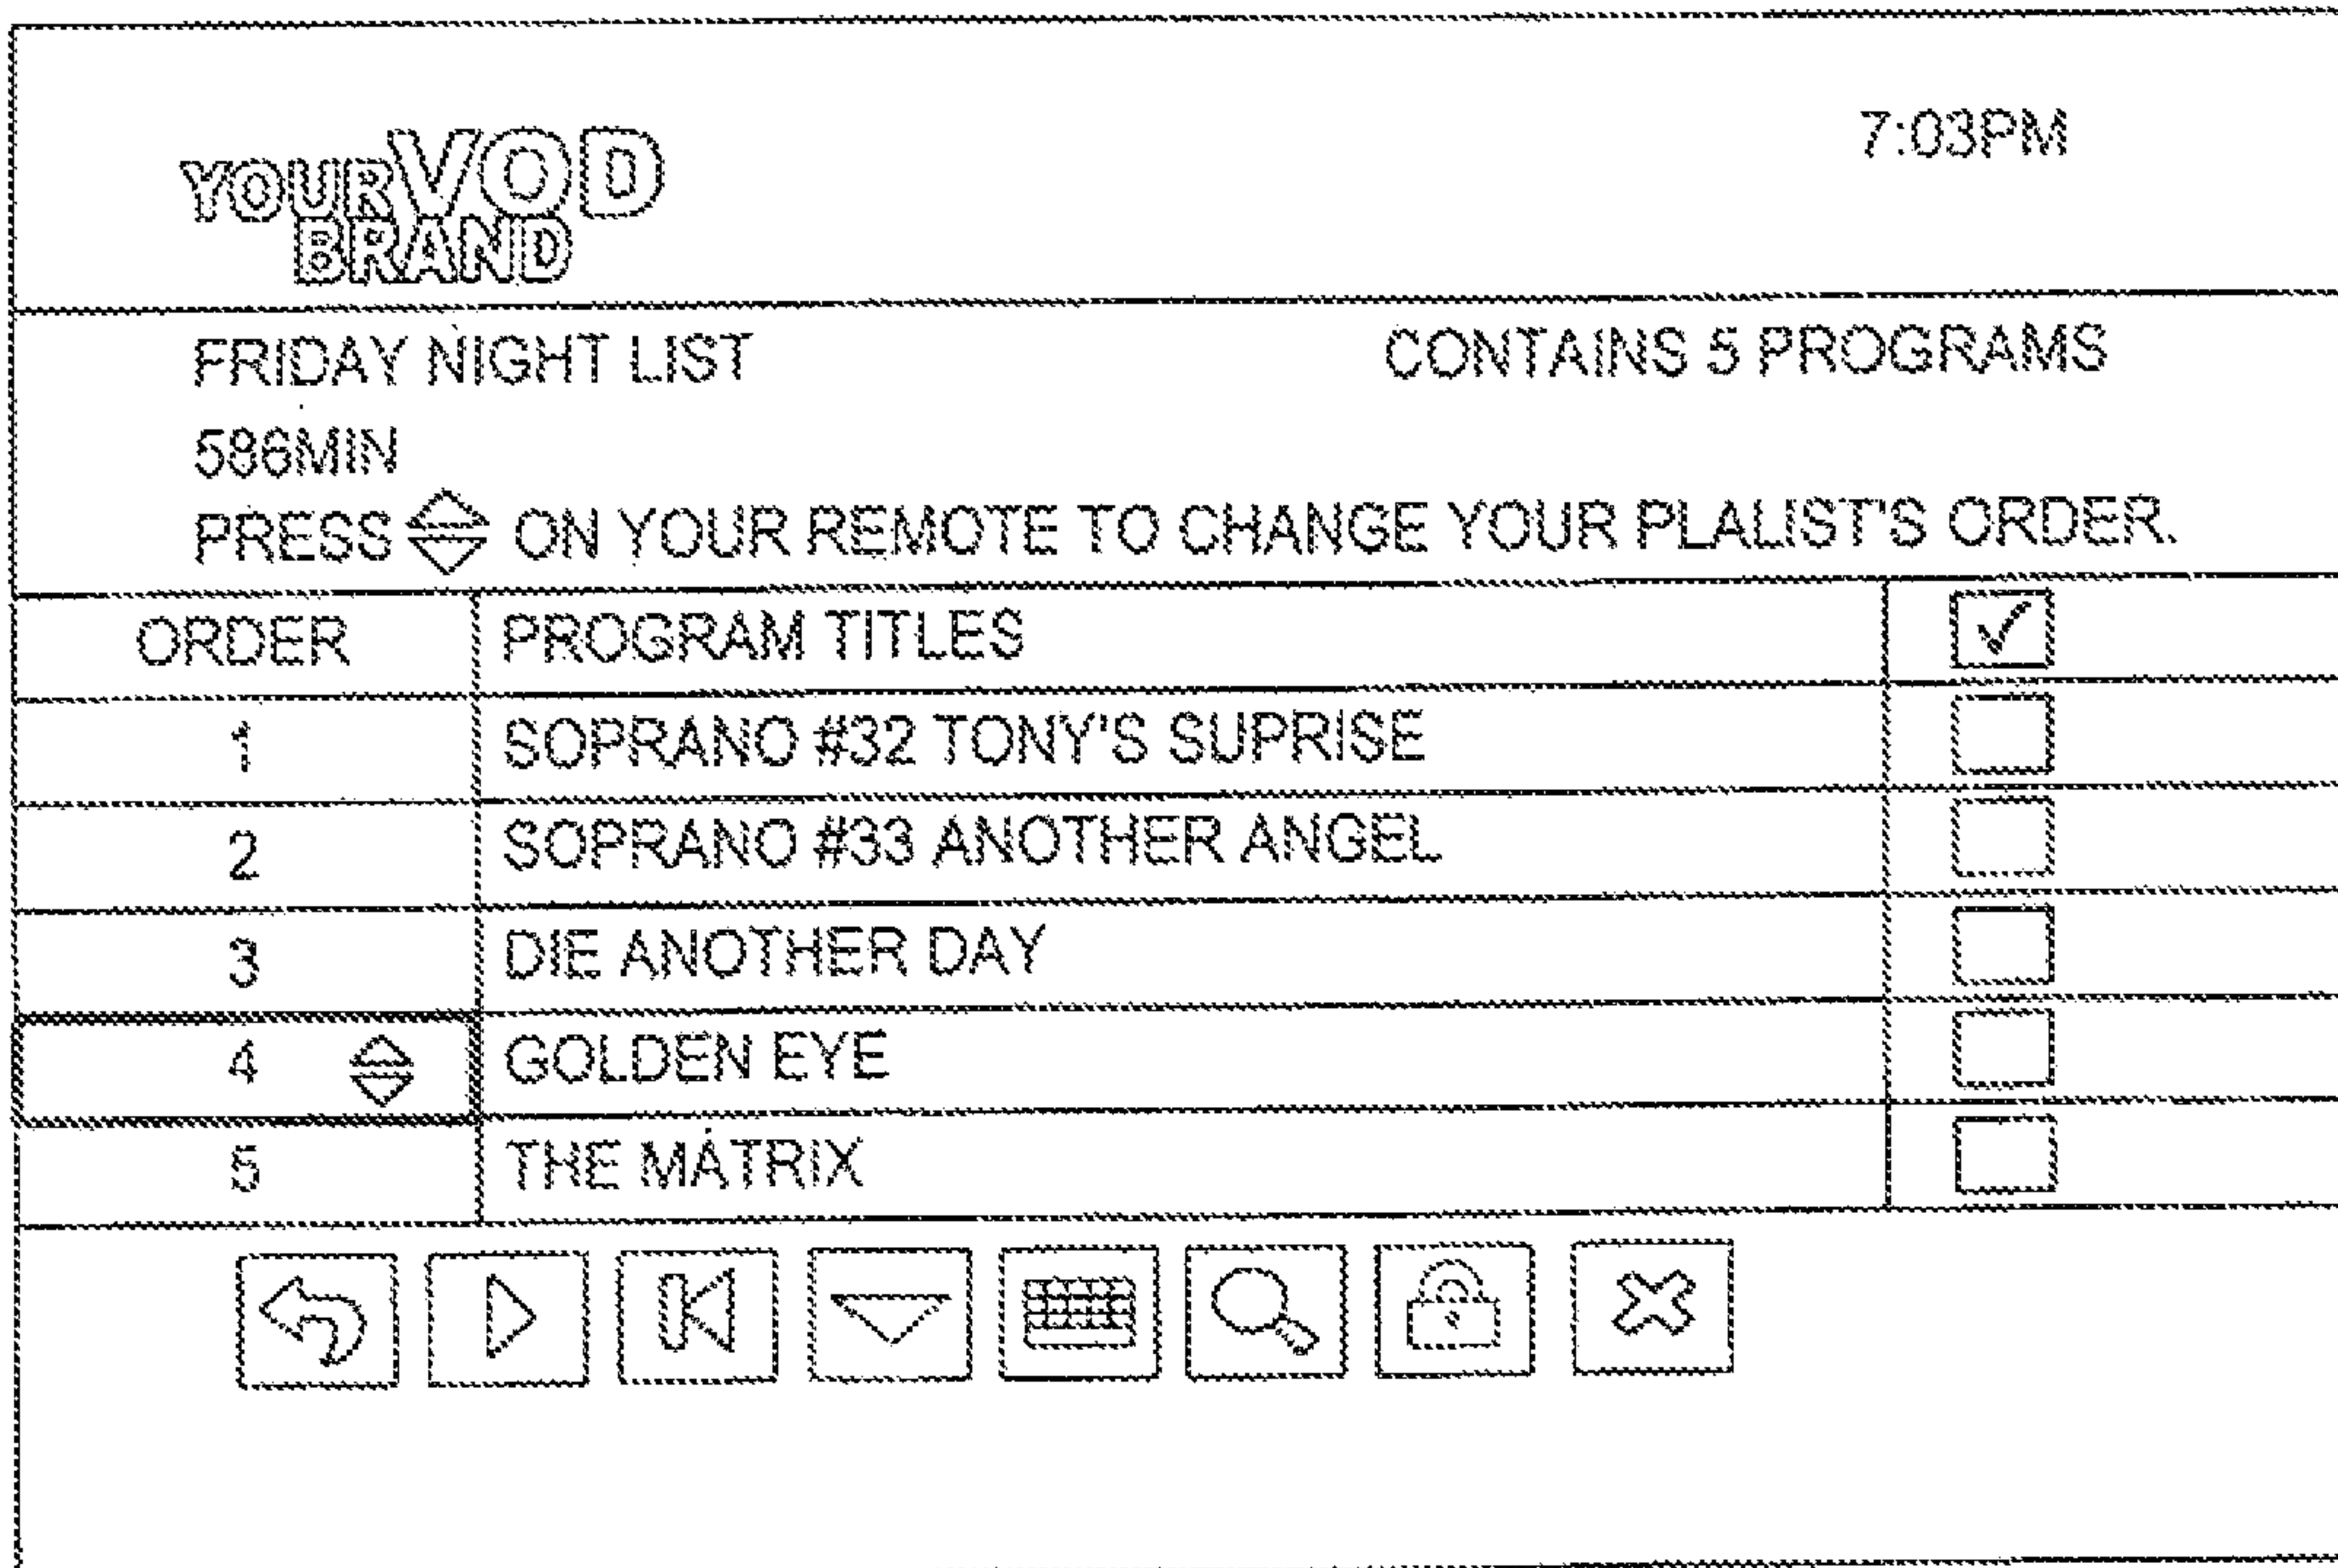 7:03PM
YOUR VOD
BRAND
FRIDAY NIGHT LIST CONTAINS 5 PROGRAMS
586MIN
PRESS ON YOUR REMOTE TO CHANGE YOUR PLALIST'S ORDER.
ORDER PROGRAM TITLES
1 SOPRANO #32 TONY'S SUPRISE
2 SOPRANO #33 ANOTHER ANGEL
3 DIE ANOTHER DAY
4 GOLDEN EYE
5 THE MATRIX